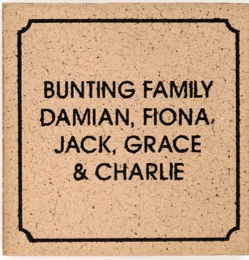 BUNTING FAMILY
DAMIAN, FIONA,
JACK, GRACE
& CHARLIE